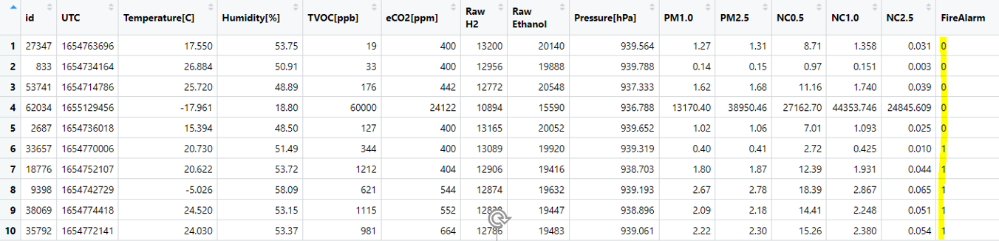 id UTC Temperature[C] Humidity[%] TVOC[ppb] eCO2[ppm] Raw H2 Raw Ethanol Pressure[hPa] PM1.0 PM2.5 NC0.5 NC1.0 NC2.5 FireAlarm
1 27347 1654763696 17.550 53.75 19 400 13200 20140 939.564 1.27 1.31 8.71 1.358 0.031 0
2 833 1654734164 26.884 50.91 33 400 12956 19888 939.788 0.14 0.15 0.97 0.151 0.003 0
3 53741 1654714786 25.720 48.89 176 442 12772 20548 937.333 1.62 1.68 11.16 1.740 0.039 0
4 62034 1655129456 -17.961 18.80 60000 24122 10894 15590 936.788 13170.40 38950.46 27162.70 44353.746 24845.609 0
5 2687 1654736018 15.394 48.50 127 400 13165 20052 939.652 1.02 1.06 7.01 1.093 0.025 0
6 33657 1654770006 20.730 51.49 344 400 13089 19920 939.319 0.40 0.41 2.72 0.425 0.010 1
7 18776 1654752107 20.622 53.72 1212 404 12906 19416 938.703 1.80 1.87 12.39 1.931 0.044 1
8 9398 1654742729 -5.026 58.09 621 544 12874 19632 939.193 2.67 2.78 18.39 2.867 0.065 1
9 38069 1654774418 24.520 53.15 1115 552 19447 938.896 2.09 2.18 14.41 2.248 0.051 1
10 35792 1654772141 24.030 53.37 981 664 12786 19483 939.061 2.22 2.30 15.26 2.380 0.054 1